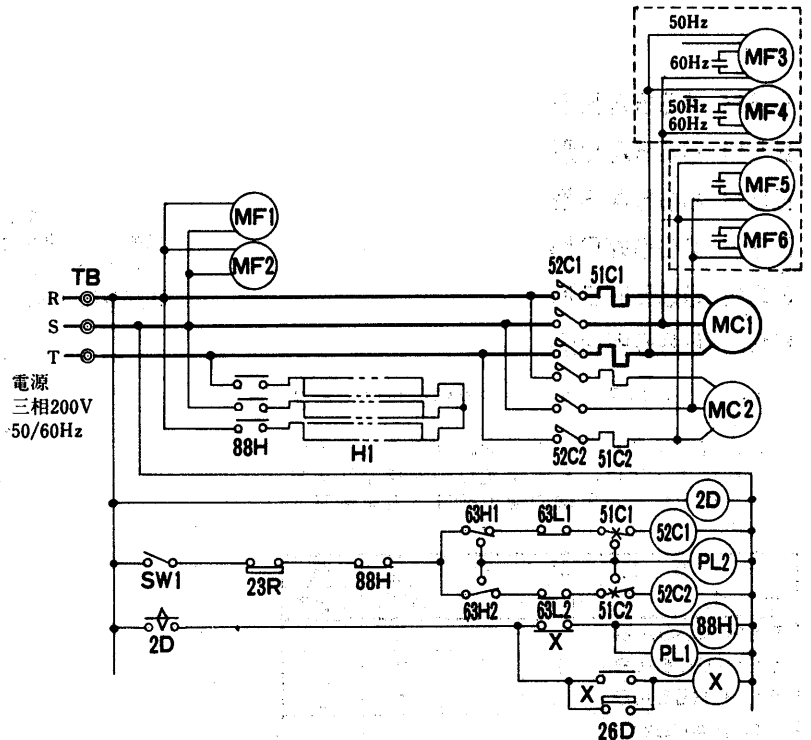 50Hz
60Hz
MF3
50Hz
60Hz
MF4
MF5
MF6
MF1
MF2
TB
R
S
T
電源
三相200V
50/60Hz
52C1
51C1
MC1
MC2
88H
H1
52C2
51C2
2D
63H1
63L1
51C1
52C1
PL2
SW1
23R
88H
63H2
63L2
51C2
52C2
2D
X
88H
PL1
X
X
26D